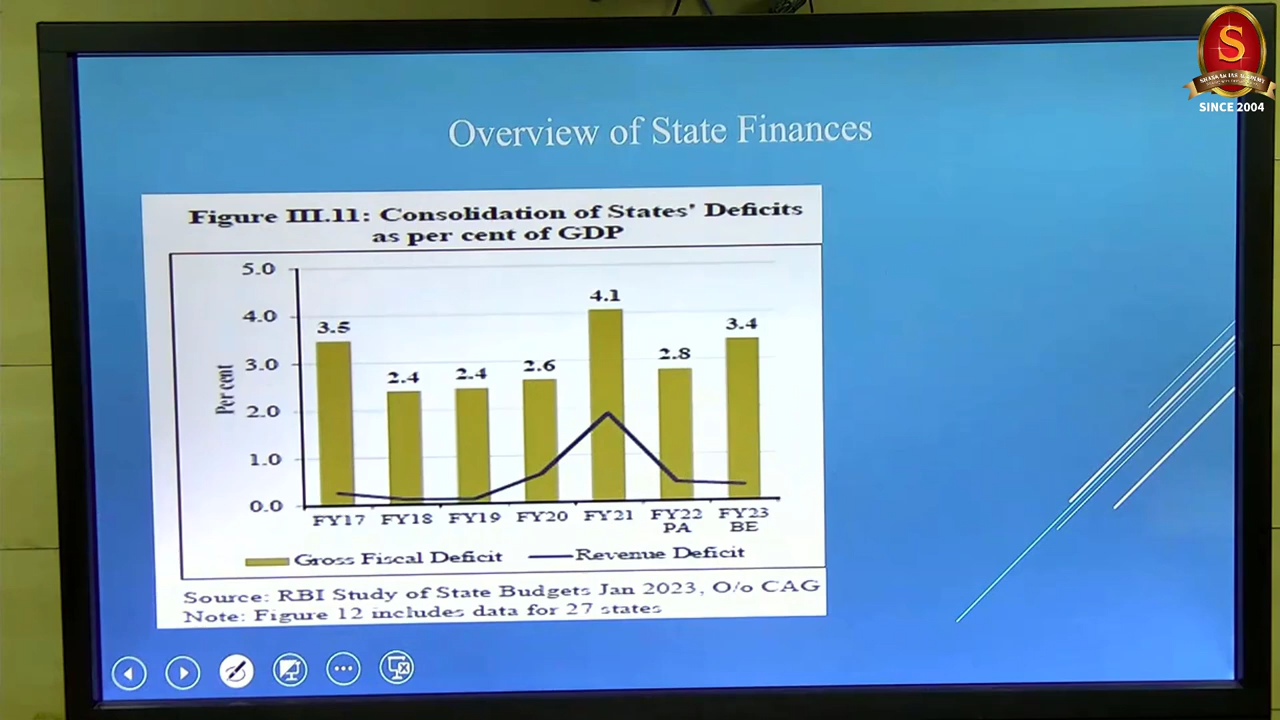 S
SHANKAR IAS ACADEMY
SINCE 2004
Overview of State Finances
Figure III.11: Consolidation of States' Deficits
as per cent of GDP
Per cent
5.0
4.0
3.0
2.0
1.0
0.0
3.5
2.4
2.4
2.6
4.1
2.8
3.4
FY17 FY18 FY19 FY20 FY21 FY22 FY23
PA BE
Gross Fiscal Deficit Revenue Deficit
Source: RBI Study of State Budgets Jan 2023, O/o CAG
Note: Figure 12 includes data for 27 states